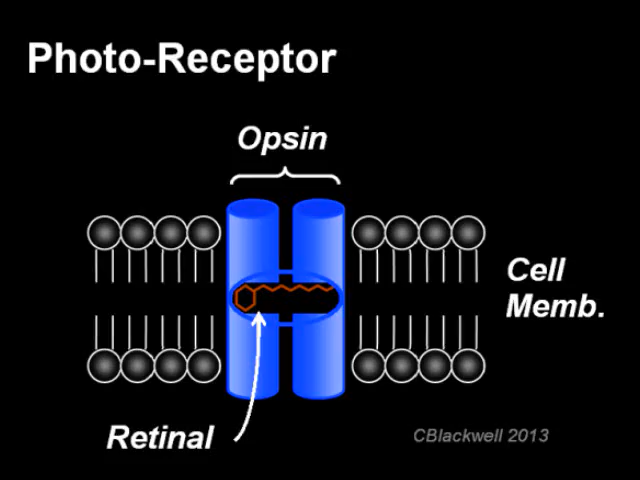 Photo-Receptor
Opsin
Cell
Memb.
Retinal
CBlackwell 2013